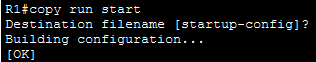 R1#copy run start
Destination filename [startup-config]?
Building configuration...
[OK]